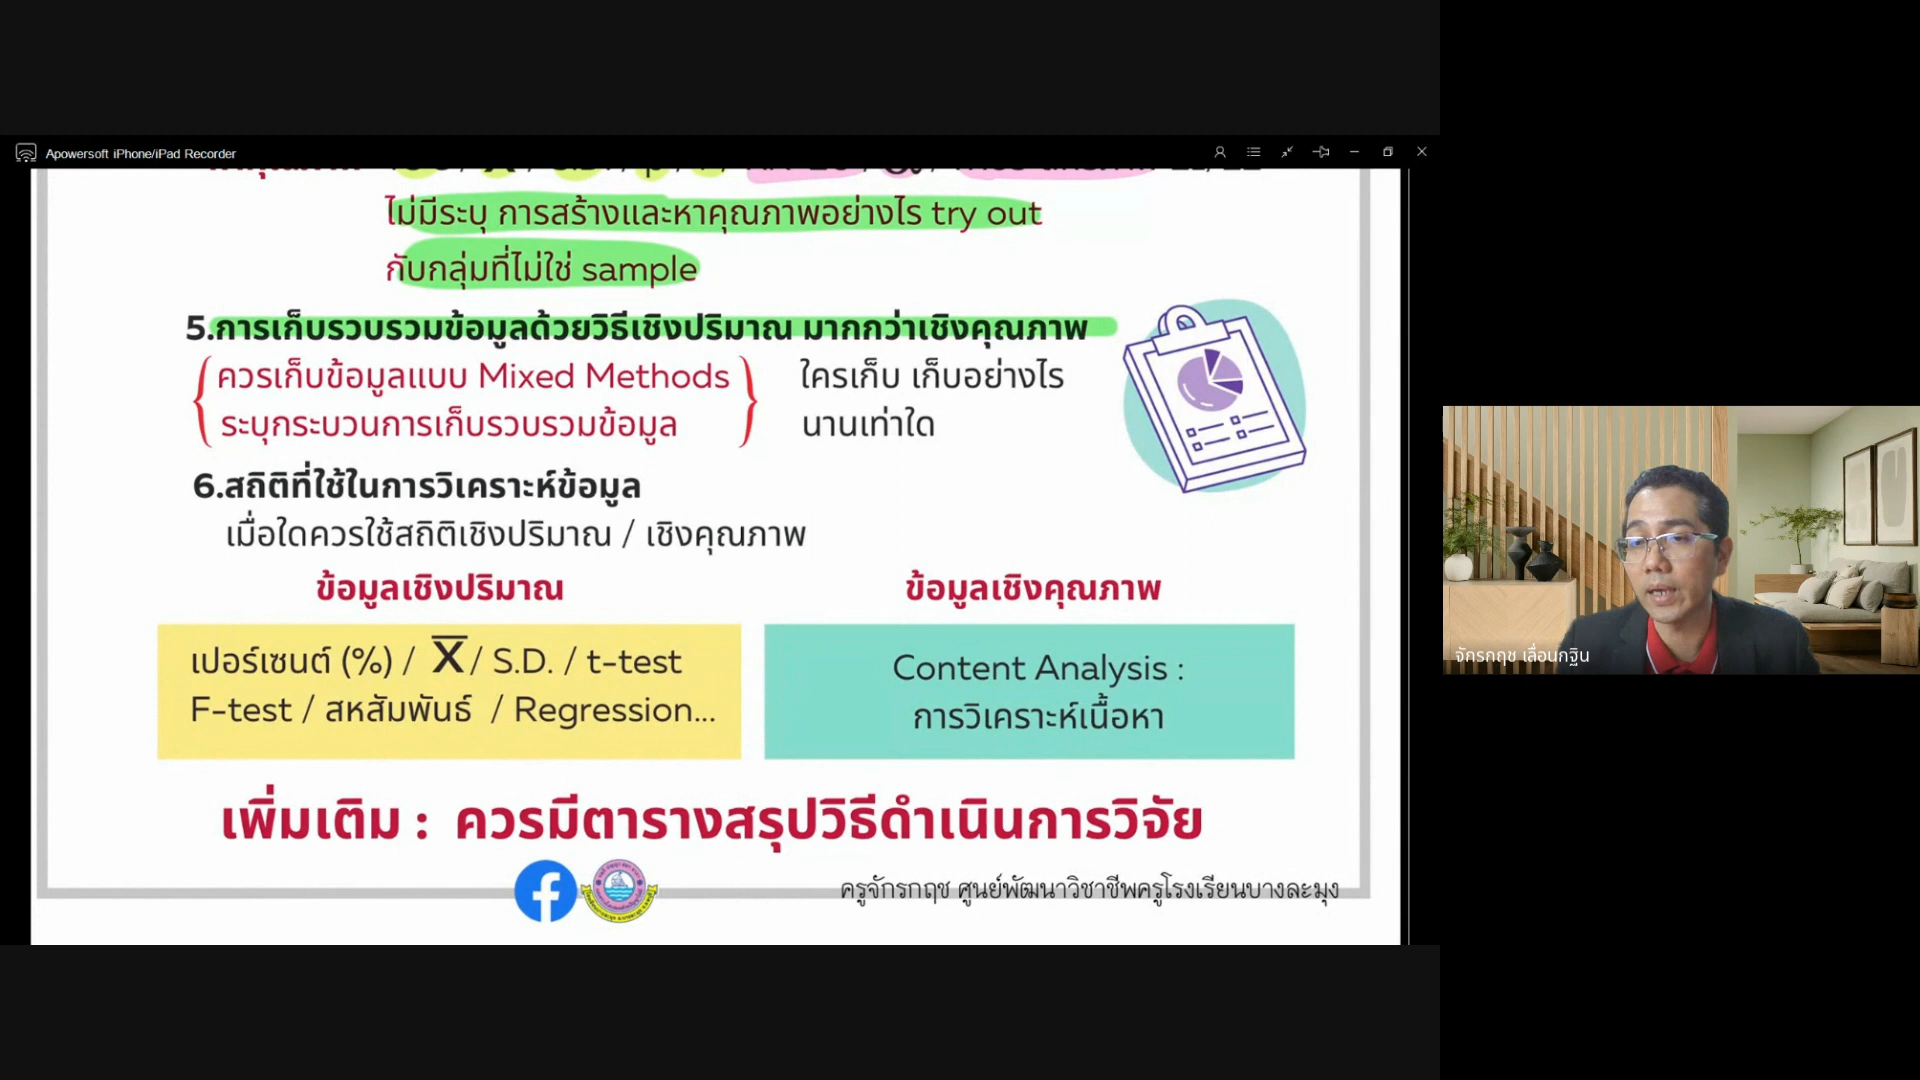 Apowersoft iPhone/iPad Recorder
ไม่มีระบุ การสร้างและหาคุณภาพอย่างไร try out
กับกลุ่มที่ไม่ใช่ sample
5.การเก็บรวบรวมข้อมูลด้วยวิธีเชิงปริมาณ มากกว่าเชิงคุณภาพ
ควรเก็บข้อมูลแบบ Mixed Methods
ระบุกระบวนการเก็บรวบรวมข้อมูล
ใครเก็บ เก็บอย่างไร
นานเท่าใด
6.สถิติที่ใช้ในการวิเคราะห์ข้อมูล
เมื่อใดควรใช้สถิติเชิงปริมาณ / เชิงคุณภาพ
ข้อมูลเชิงปริมาณ
เปอร์เซนต์ (%) / X̅ / S.D. / t-test
F-test / สหสัมพันธ์ / Regression...
ข้อมูลเชิงคุณภาพ
Content Analysis :
การวิเคราะห์เนื้อหา
เพิ่มเติม : ควรมีตารางสรุปวิธีดำเนินการวิจัย
ครูจักรกฤช ศูนย์พัฒนาวิชาชีพครูโรงเรียนบางละมุง
จักรกฤช เลื่อนกฐิน